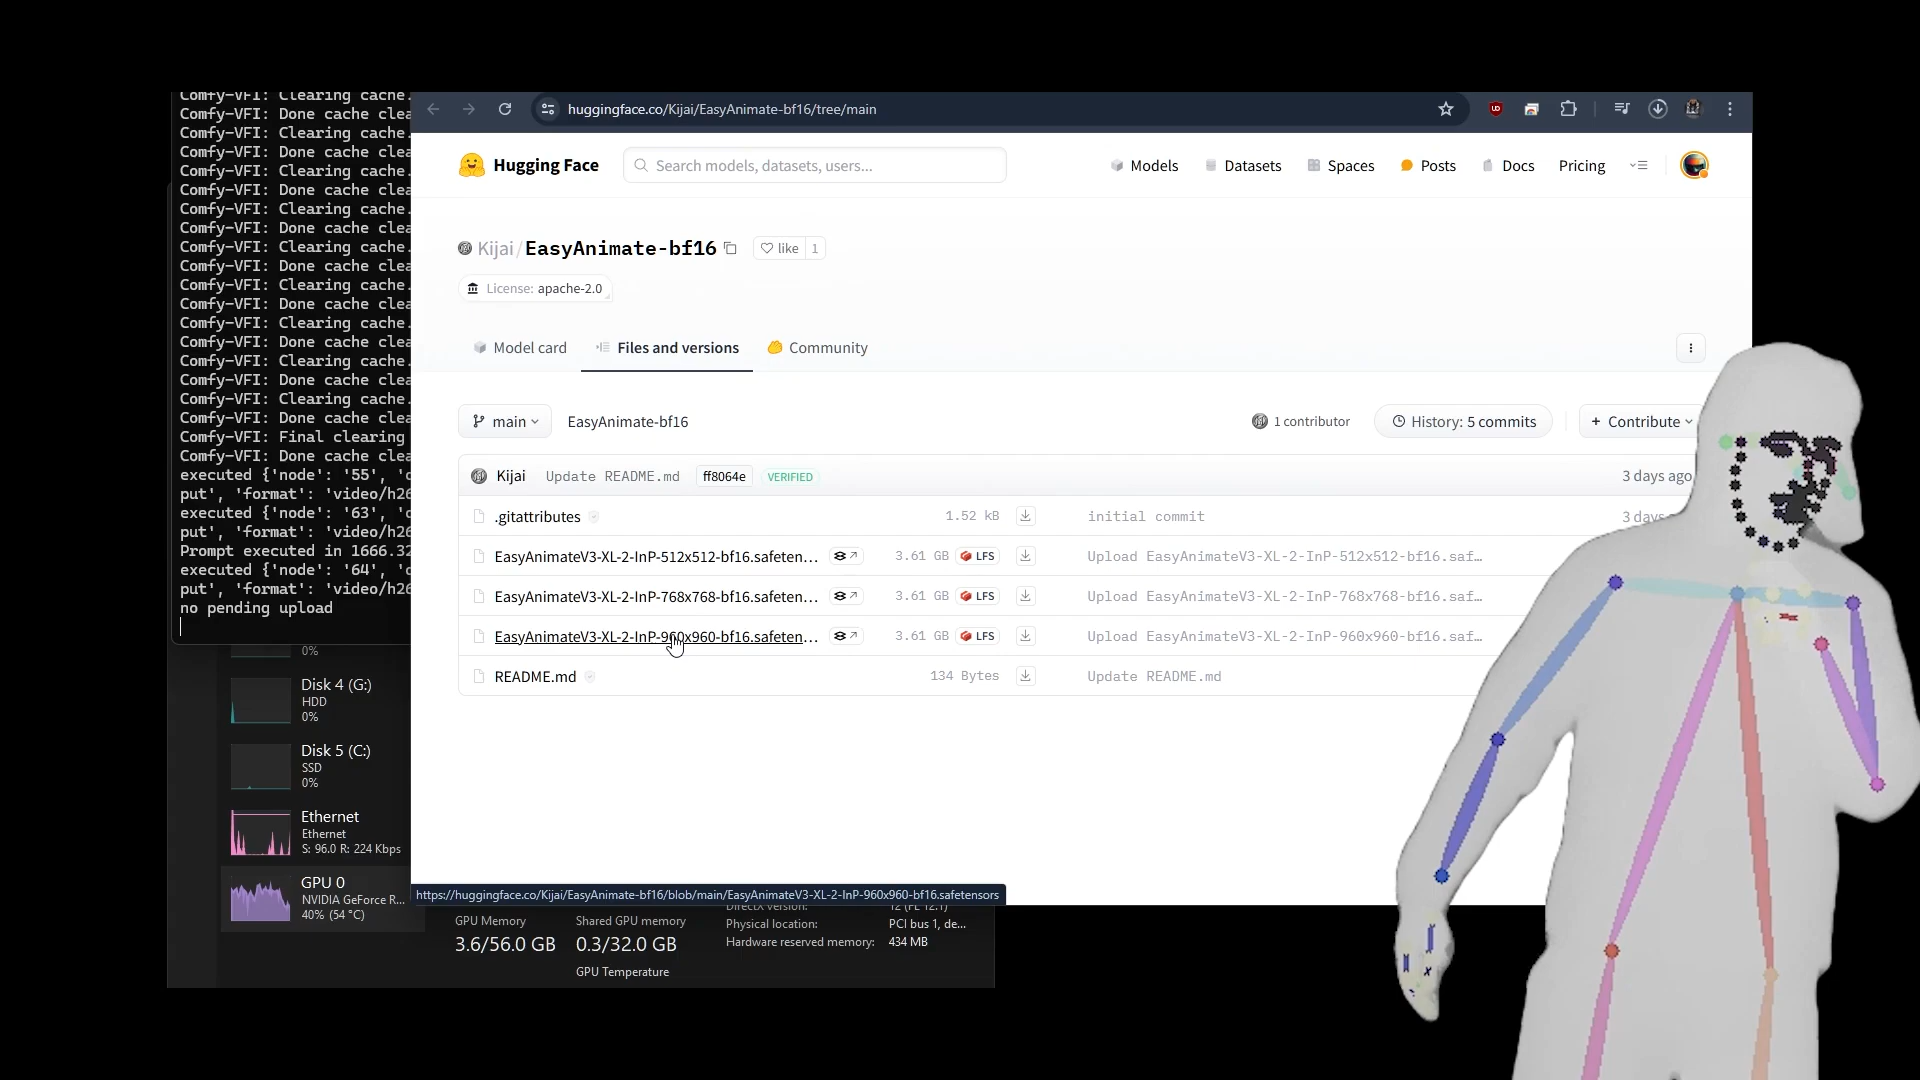 Comfy-VFI: Clearing cache.
Comfy-VFI: Done cache clea
Comfy-VFI: Clearing cache.
Comfy-VFI: Done cache clea
Comfy-VFI: Clearing cache.
Comfy-VFI: Done cache clea
Comfy-VFI: Clearing cache.
Comfy-VFI: Done cache clea
Comfy-VFI: Clearing cache.
Comfy-VFI: Done cache clea
Comfy-VFI: Clearing cache.
Comfy-VFI: Done cache clea
Comfy-VFI: Clearing cache.
Comfy-VFI: Done cache clea
Comfy-VFI: Clearing cache.
Comfy-VFI: Done cache clea
Comfy-VFI: Clearing cache.
Comfy-VFI: Done cache clea
Comfy-VFI: Final clearing
Comfy-VFI: Done cache clea
executed {'node': '55', 'o
put', 'format': 'video/h26
executed {'node': '63', 'o
put', 'format': 'video/h26
Prompt executed in 1666.32
executed {'node': '64', 'o
put', 'format': 'video/h26
no pending upload
0%
Disk 4 (G:)
HDD
0%
Disk 5 (C:)
SSD
0%
Ethernet
Ethernet
S: 96.0 R: 224 Kbps
GPU 0
NVIDIA GeForce R...
40% (54 °C)
huggingface.co/Kijai/EasyAnimate-bf16/tree/main
Hugging Face
Search models, datasets, users...
Models Datasets Spaces Posts Docs Pricing
Kijai/EasyAnimate-bf16 like 1
License: apache-2.0
Model card Files and versions Community
main EasyAnimate-bf16 1 contributor History: 5 commits + Contribute
Kijai Update README.md ff8064e VERIFIED 3 days ago
.gitattributes 1.52 kB initial commit 3 days
EasyAnimateV3-XL-2-InP-512x512-bf16.safeten... 3.61 GB LFS Upload EasyAnimateV3-XL-2-InP-512x512-bf16.saf…
EasyAnimateV3-XL-2-InP-768x768-bf16.safeten... 3.61 GB LFS Upload EasyAnimateV3-XL-2-InP-768x768-bf16.saf…
EasyAnimateV3-XL-2-InP-960x960-bf16.safeten... 3.61 GB LFS Upload EasyAnimateV3-XL-2-InP-960x960-bf16.saf…
README.md 134 Bytes Update README.md
https://huggingface.co/Kijai/EasyAnimate-bf16/blob/main/EasyAnimateV3-XL-2-InP-960x960-bf16.safetensors
DirectX version: 12 (FL 12.1)
GPU Memory Shared GPU memory Physical location: PCI bus 1, de...
3.6/56.0 GB 0.3/32.0 GB Hardware reserved memory: 434 MB
GPU Temperature